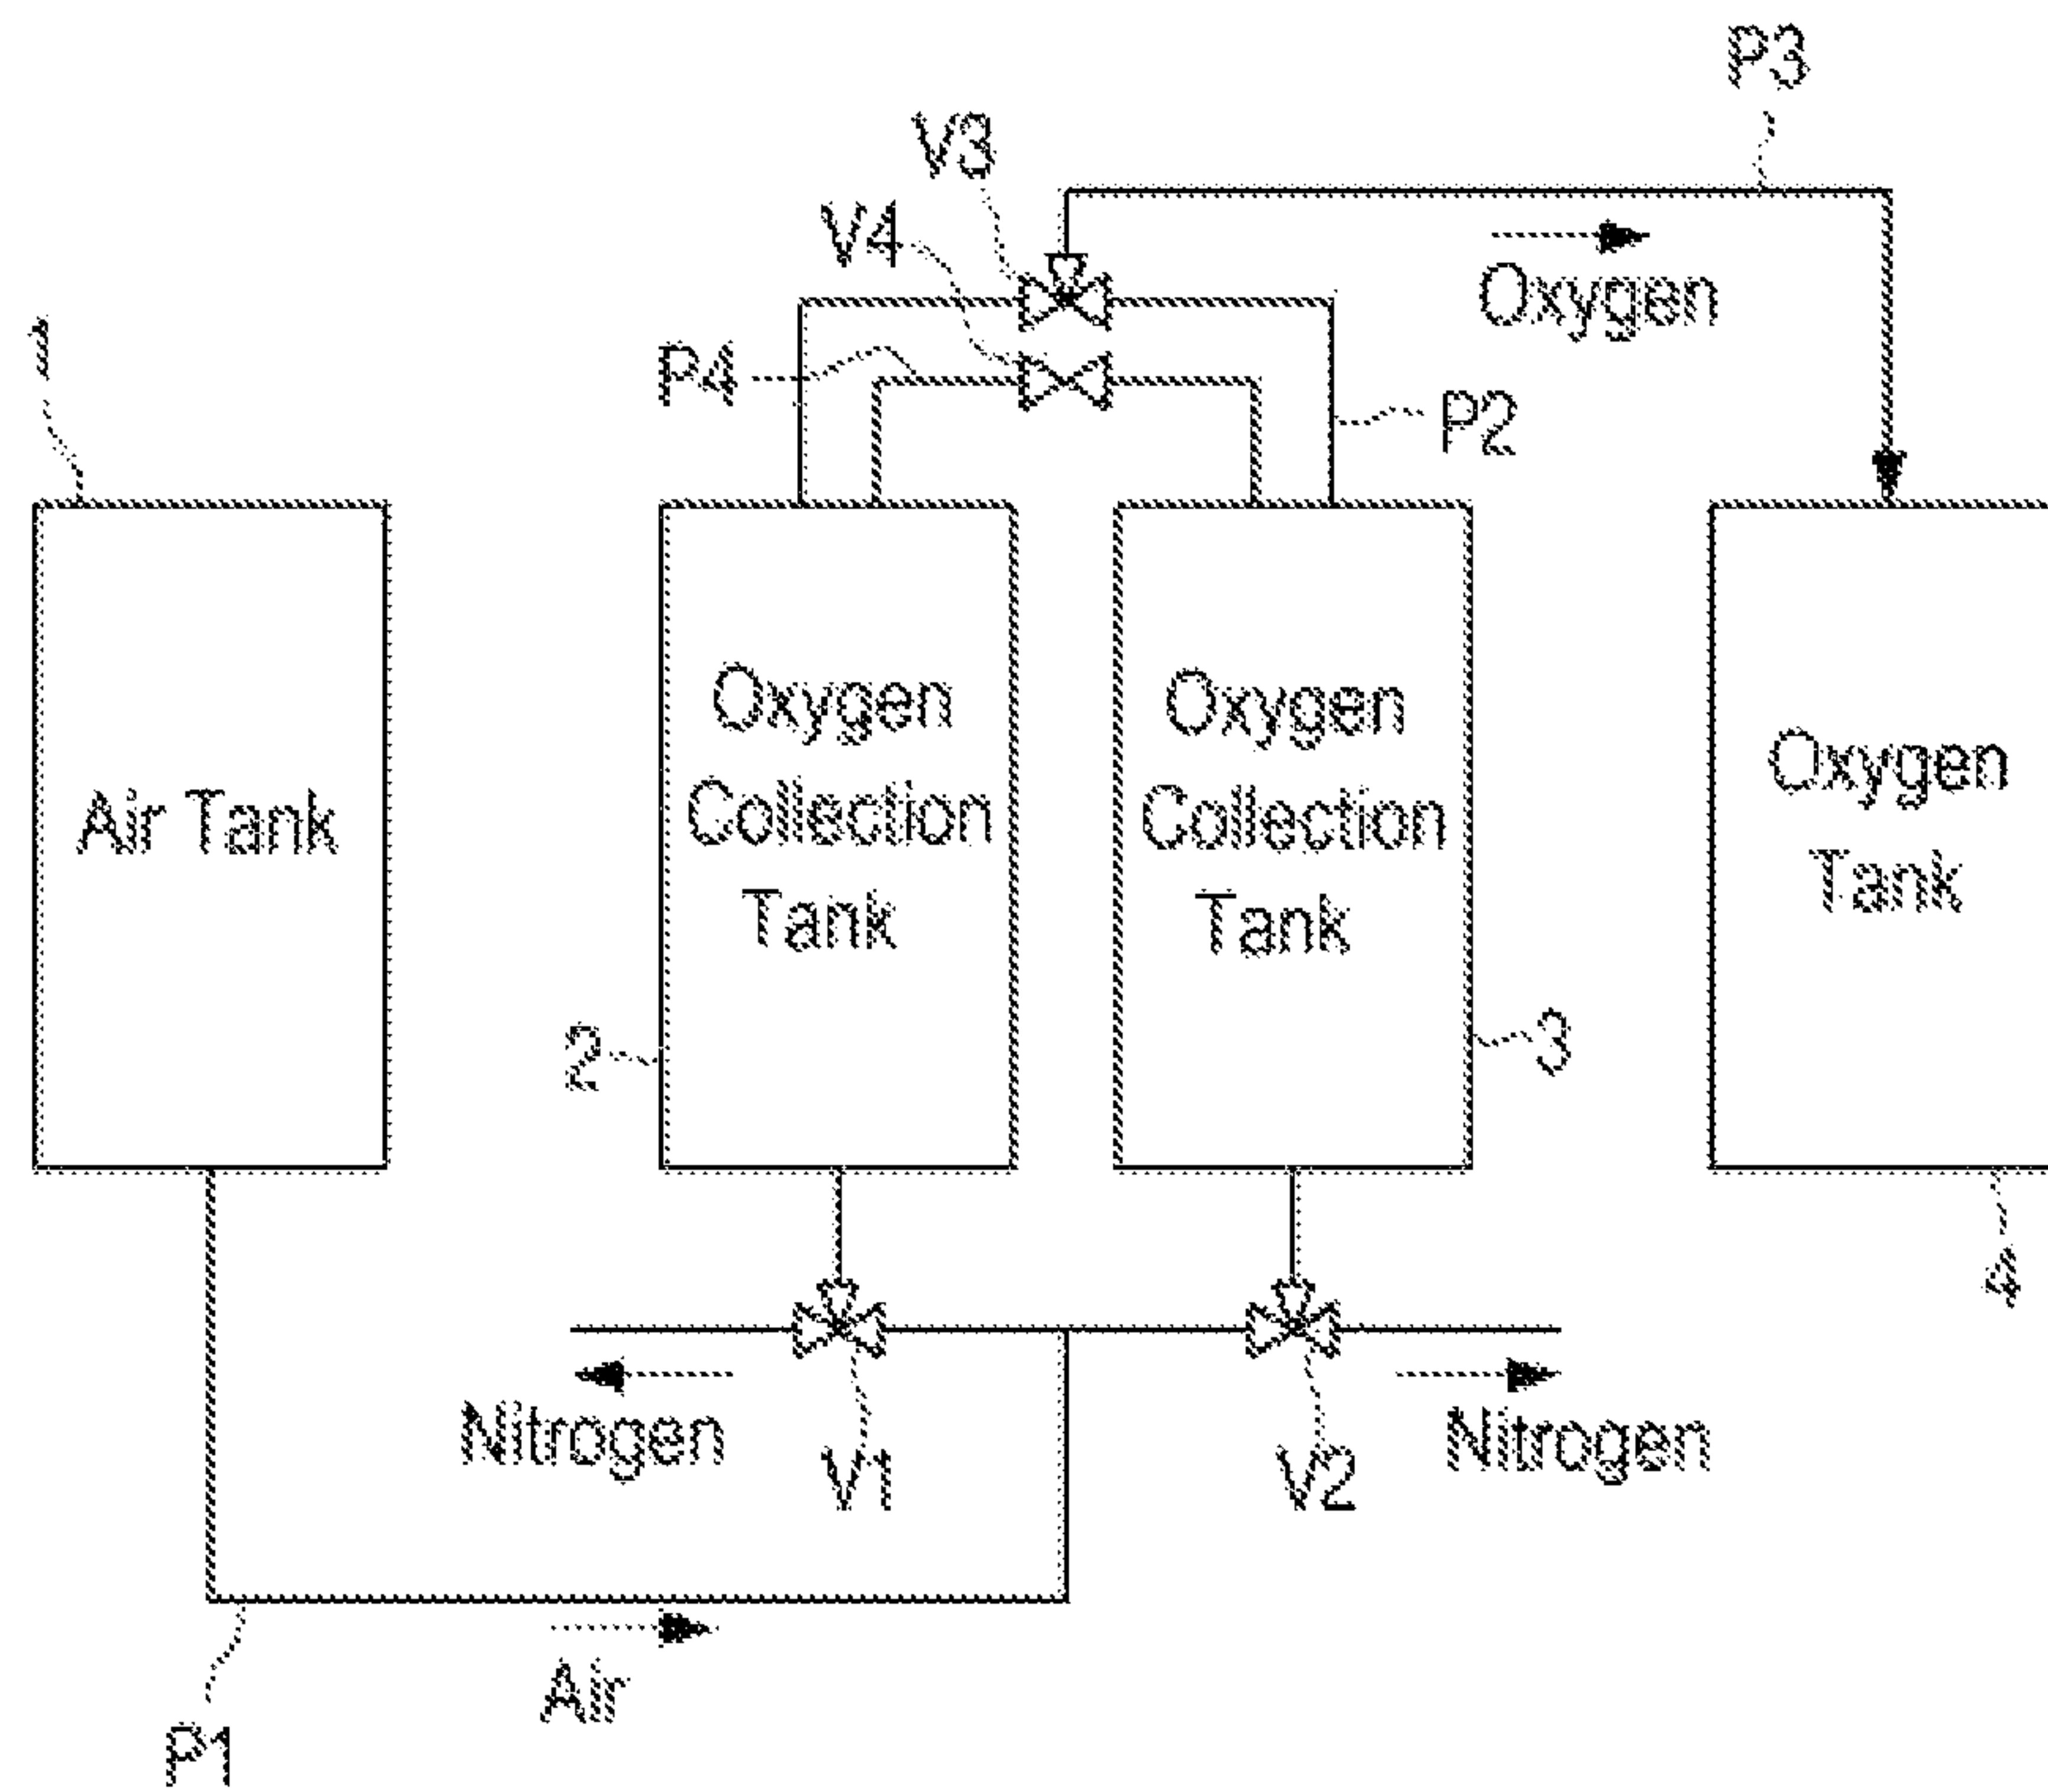 P3
V3
V4
Oxygen
1
P4
P2
Air Tank
Oxygen
Collection
Tank
Oxygen
Collection
Tank
Oxygen
Tank
2
3
4
Nitrogen
V1
V2
Nitrogen
Air
P1